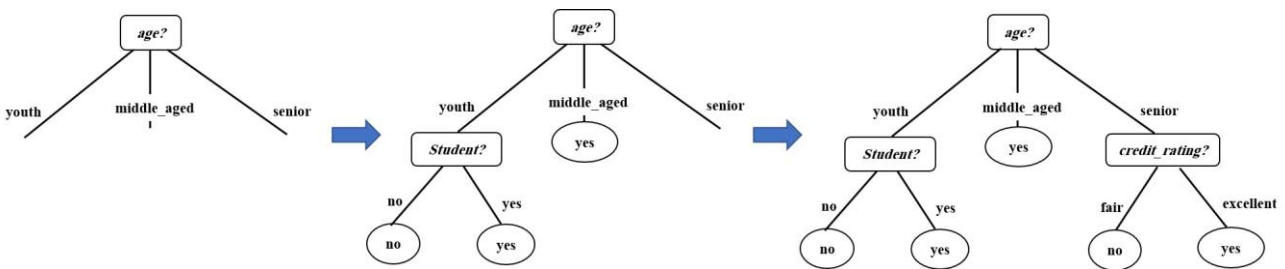 age?
youth
middle_aged
senior
age?
youth
middle_aged
senior
Student?
yes
no
yes
no
yes
age?
youth
middle_aged
senior
Student?
yes
credit_rating?
no
yes
fair
excellent
no
yes
no
yes